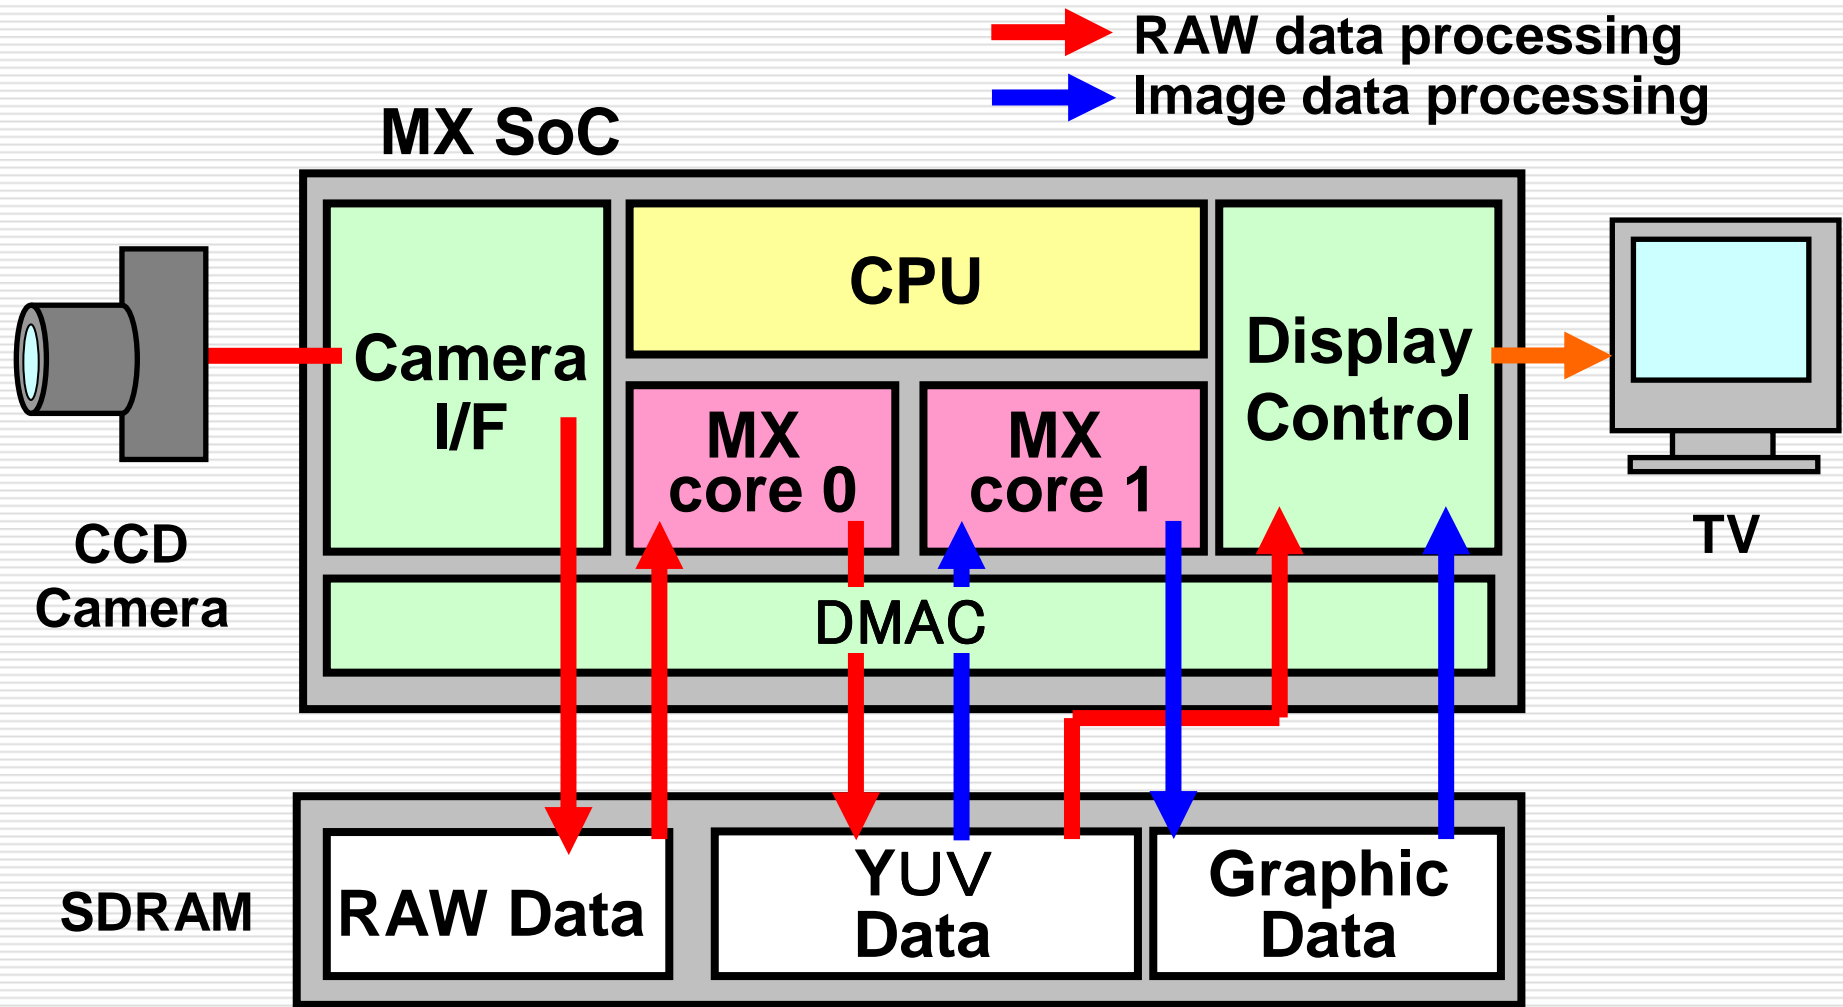 RAW data processing
Image data processing
MX SoC
Camera
I/F
CPU
MX
core 0
MX
core 1
Display
Control
CCD
Camera
TV
DMAC
SDRAM
RAW Data
YUV
Data
Graphic
Data